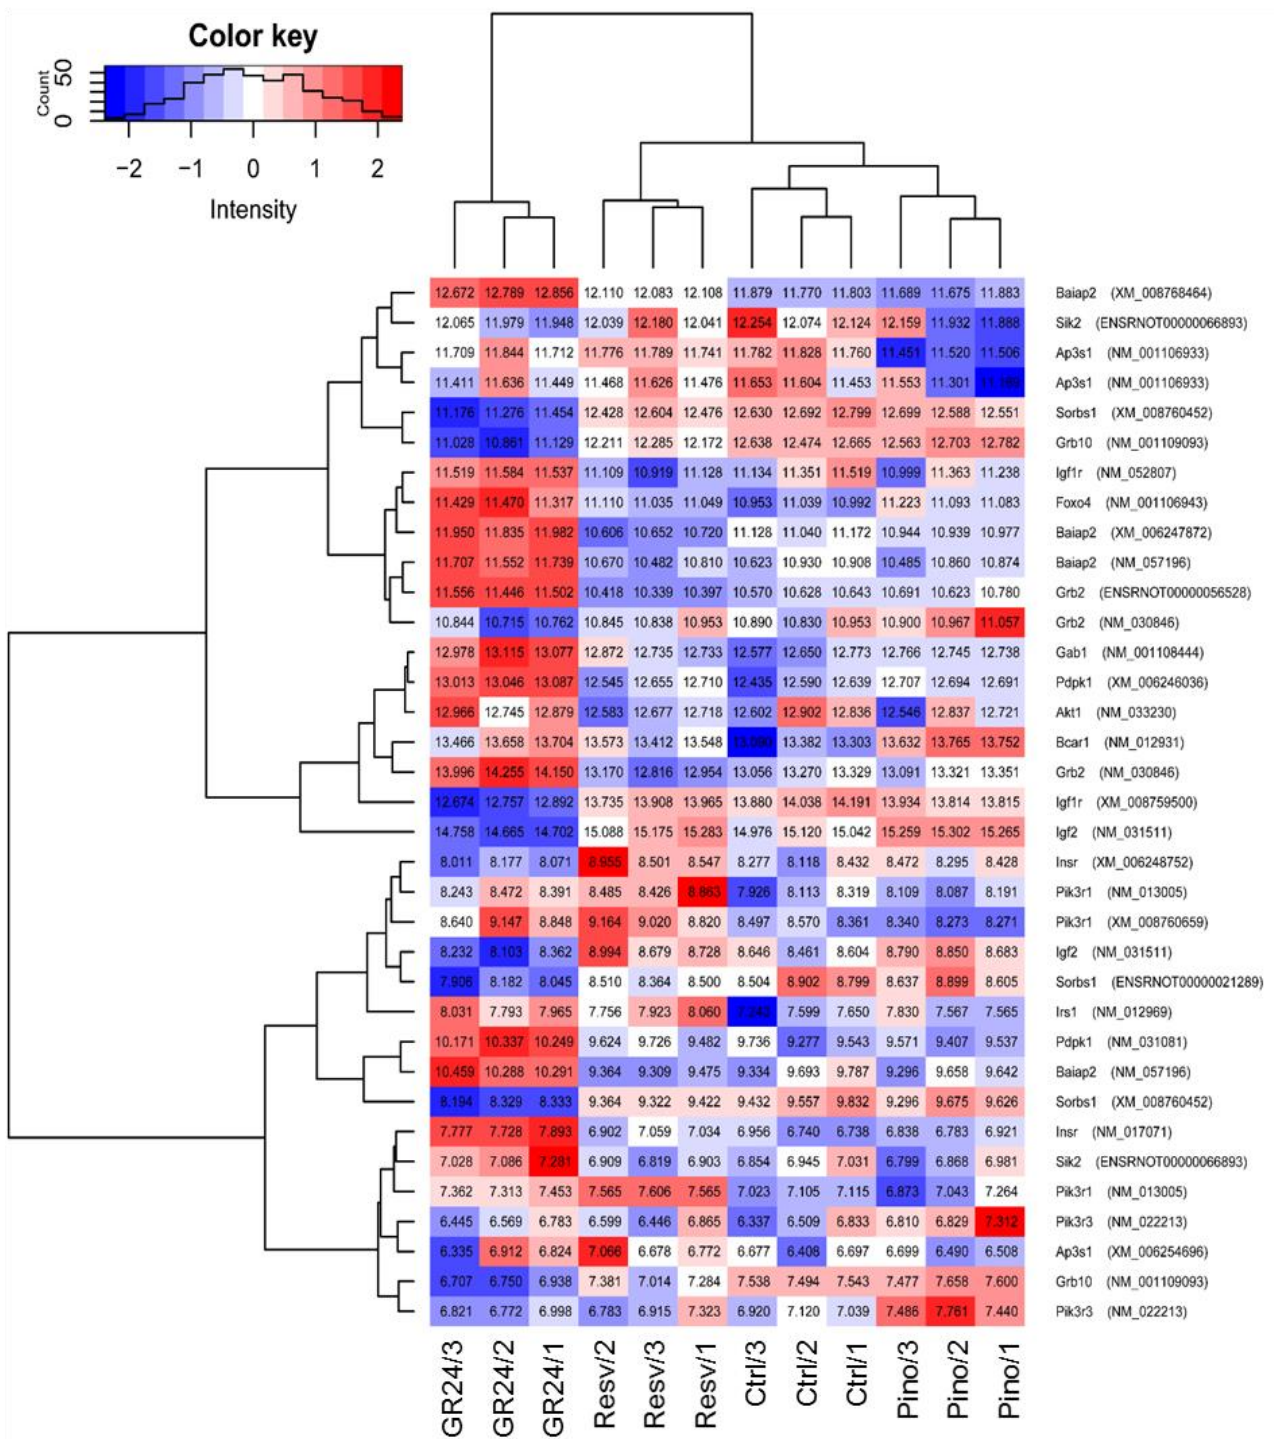 Color key
Count
0 50
−2 −1 0 1 2
Intensity
12.672 12.789 12.856 12.110 12.083 12.108 11.879 11.770 11.803 11.689 11.675 11.883 Baiap2 (XM_008768464)
12.065 11.979 11.948 12.039 12.180 12.041 12.254 12.074 12.124 12.159 11.932 11.888 Sik2 (ENSRNOT00000066893)
11.709 11.844 11.712 11.776 11.789 11.741 11.782 11.828 11.760 11.451 11.520 11.506 Ap3s1 (NM_001106933)
11.411 11.636 11.449 11.468 11.626 11.476 11.653 11.604 11.453 11.553 11.301 Ap3s1 (NM_001106933)
11.176 11.276 11.454 12.428 12.604 12.476 12.630 12.692 12.799 12.699 12.588 12.551 Sorbs1 (XM_008760452)
11.028 10.861 11.129 12.211 12.285 12.172 12.638 12.474 12.665 12.563 12.703 12.782 Grb10 (NM_001109093)
11.519 11.584 11.537 11.109 10.919 11.128 11.134 11.351 11.519 10.999 11.363 11.238 Igf1r (NM_052807)
11.429 11.470 11.317 11.110 11.035 11.049 10.953 11.039 10.992 11.223 11.093 11.083 Foxo4 (NM_001106943)
11.950 11.835 11.982 10.606 10.652 10.720 11.128 11.040 11.172 10.944 10.939 10.977 Baiap2 (XM_006247872)
11.707 11.552 11.739 10.670 10.482 10.810 10.623 10.930 10.908 10.485 10.860 10.874 Baiap2 (NM_057196)
11.556 11.446 11.502 10.418 10.339 10.397 10.570 10.628 10.643 10.691 10.623 10.780 Grb2 (ENSRNOT00000056528)
10.844 10.715 10.762 10.845 10.838 10.953 10.890 10.830 10.953 10.900 10.967 11.057 Grb2 (NM_030846)
12.978 13.115 13.077 12.872 12.735 12.733 12.577 12.650 12.773 12.766 12.745 12.738 Gab1 (NM_001108444)
13.013 13.046 13.087 12.545 12.655 12.710 12.435 12.590 12.639 12.707 12.694 12.691 Pdpk1 (XM_006246036)
12.966 12.745 12.879 12.583 12.677 12.718 12.602 12.902 12.836 12.546 12.837 12.721 Akt1 (NM_033230)
13.466 13.658 13.704 13.573 13.412 13.548 13.382 13.303 13.632 13.765 13.752 Bcar1 (NM_012931)
13.996 14.255 14.150 13.170 12.816 12.954 13.056 13.270 13.329 13.091 13.321 13.351 Grb2 (NM_030846)
12.674 12.757 12.892 13.735 13.908 13.965 13.880 14.038 14.191 13.934 13.814 13.815 Igf1r (XM_008759500)
14.758 14.665 14.702 15.088 15.175 15.283 14.976 15.120 15.042 15.259 15.302 15.265 Igf2 (NM_031511)
8.011 8.177 8.071 8.955 8.501 8.547 8.277 8.118 8.432 8.472 8.295 8.428 Insr (XM_006248752)
8.243 8.472 8.391 8.485 8.426 8.863 7.926 8.113 8.319 8.109 8.087 8.191 Pik3r1 (NM_013005)
8.640 9.147 8.848 9.164 9.020 8.820 8.497 8.570 8.361 8.340 8.273 8.271 Pik3r1 (XM_008760659)
8.232 8.103 8.362 8.994 8.679 8.728 8.646 8.461 8.604 8.790 8.850 8.683 Igf2 (NM_031511)
7.906 8.182 8.045 8.510 8.364 8.500 8.504 8.902 8.799 8.637 8.899 8.605 Sorbs1 (ENSRNOT00000021289)
8.031 7.793 7.965 7.756 7.923 8.060 7.599 7.650 7.830 7.567 7.565 Irs1 (NM_012969)
10.171 10.337 10.249 9.624 9.726 9.482 9.736 9.277 9.543 9.571 9.407 9.537 Pdpk1 (NM_031081)
10.459 10.288 10.291 9.364 9.309 9.475 9.334 9.693 9.787 9.296 9.658 9.642 Baiap2 (NM_057196)
8.194 8.329 8.333 9.364 9.322 9.422 9.432 9.557 9.832 9.296 9.675 9.626 Sorbs1 (XM_008760452)
7.777 7.728 7.893 6.902 7.059 7.034 6.956 6.740 6.738 6.838 6.783 6.921 Insr (NM_017071)
7.028 7.086 7.281 6.909 6.819 6.903 6.854 6.945 7.031 6.799 6.868 6.981 Sik2 (ENSRNOT00000066893)
7.362 7.313 7.453 7.565 7.606 7.565 7.023 7.105 7.115 6.873 7.043 7.264 Pik3r1 (NM_013005)
6.445 6.569 6.783 6.599 6.446 6.865 6.337 6.509 6.833 6.810 6.829 7.312 Pik3r3 (NM_022213)
6.335 6.912 6.824 7.066 6.678 6.772 6.677 6.408 6.697 6.699 6.490 6.508 Ap3s1 (XM_006254696)
6.707 6.750 6.938 7.381 7.014 7.284 7.538 7.494 7.543 7.477 7.658 7.600 Grb10 (NM_001109093)
6.821 6.772 6.998 6.783 6.915 7.323 6.920 7.120 7.039 7.486 7.761 7.440 Pik3r3 (NM_022213)
GR24/3 GR24/2 GR24/1 Resv/2 Resv/3 Resv/1 Ctrl/3 Ctrl/2 Ctrl/1 Pino/3 Pino/2 Pino/1